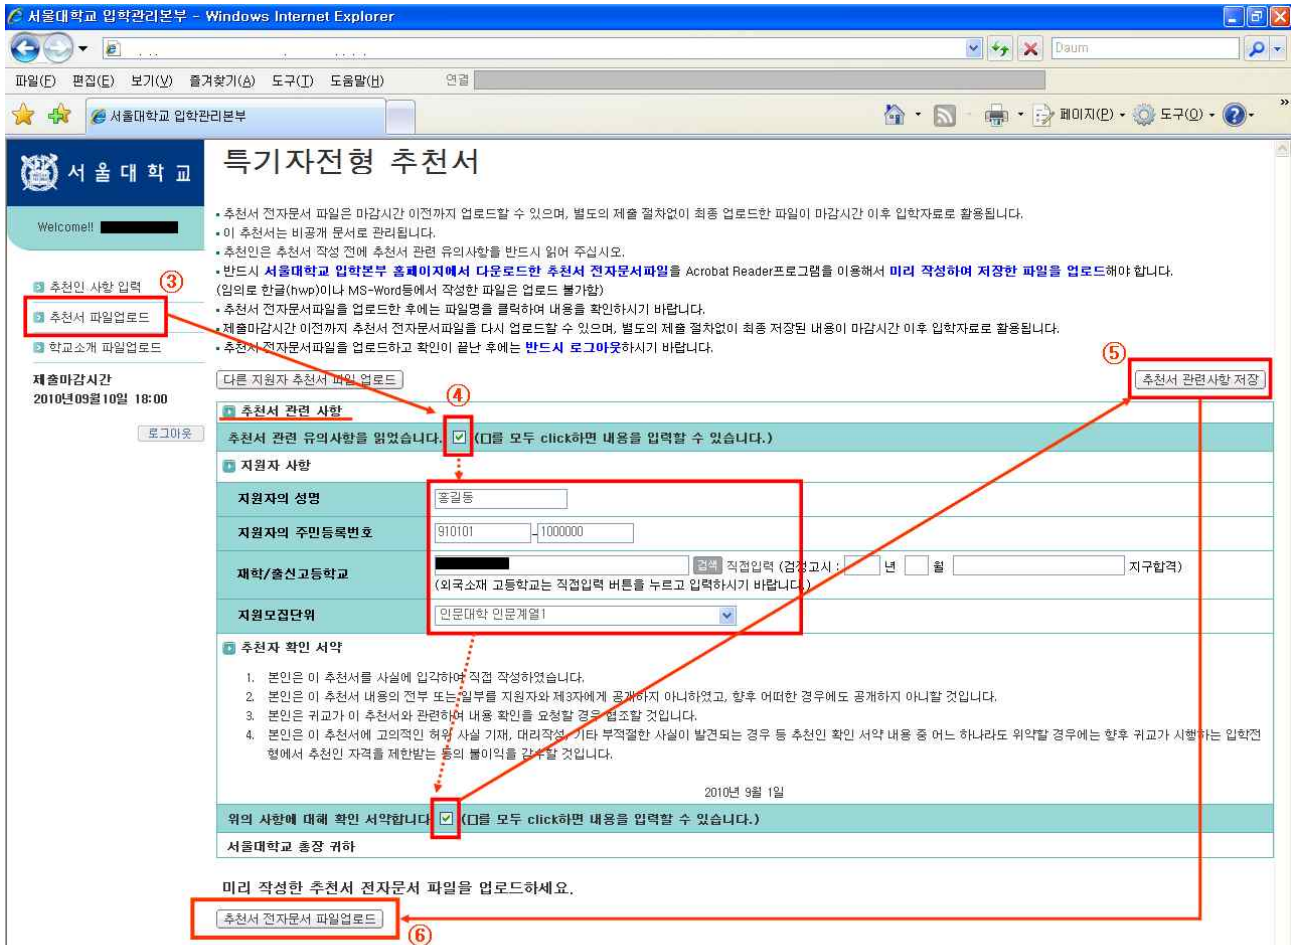 서울대학교 입학관리본부 - Windows Internet Explorer
Daum
파일(F) 편집(E) 보기(V) 즐겨찾기(A) 도구(T) 도움말(H) 연결
서울대학교 입학관리본부
페이지(P) 도구(O)
서울대학교
Welcome!!
③
추천인 사항 입력
추천서 파일업로드
학교소개 파일업로드
제출마감시간
2010년09월10일 18:00
로그아웃
특기자전형 추천서
▪ 추천서 전자문서 파일은 마감시간 이전까지 업로드할 수 있으며, 별도의 제출 절차없이 최종 업로드한 파일이 마감시간 이후 입학자료로 활용됩니다.
▪ 이 추천서는 비공개 문서로 관리됩니다.
▪ 추천인은 추천서 작성 전에 추천서 관련 유의사항을 반드시 읽어 주십시오.
▪ 반드시 서울대학교 입학본부 홈페이지에서 다운로드한 추천서 전자문서파일을 Acrobat Reader프로그램을 이용해서 미리 작성하여 저장한 파일을 업로드해야 합니다.
(임의로 한글(hwp)이나 MS-Word등에서 작성한 파일은 업로드 불가함)
▪ 추천서 전자문서파일을 업로드한 후에는 파일명을 클릭하여 내용을 확인하시기 바랍니다.
▪ 제출마감시간 이전까지 추천서 전자문서파일을 다시 업로드할 수 있으며, 별도의 제출 절차없이 최종 저장된 내용이 마감시간 이후 입학자료로 활용됩니다.
▪ 추천서 전자문서파일을 업로드하고 확인이 끝난 후에는 반드시 로그아웃하시기 바랍니다.
⑤
다른 지원자 추천서 파일 업로드
추천서 관련사항 저장
④
추천서 관련 사항
추천서 관련 유의사항을 읽었습니다. (□를 모두 click하면 내용을 입력할 수 있습니다.)
지원자 사항
지원자의 성명 홍길동
지원자의 주민등록번호 910101 - 1000000
재학/출신고등학교 검색 직접입력 (검정고시 : 년 월 지구합격)
(외국소재 고등학교는 직접입력 버튼을 누르고 입력하시기 바랍니다.)
지원모집단위 인문대학 인문계열1
추천자 확인 서약
1. 본인은 이 추천서를 사실에 입각하여 직접 작성하였습니다.
2. 본인은 이 추천서 내용의 전부 또는 일부를 지원자와 제3자에게 공개하지 아니하였고, 향후 어떠한 경우에도 공개하지 아니할 것입니다.
3. 본인은 귀교가 이 추천서와 관련하여 내용 확인을 요청할 경우 협조할 것입니다.
4. 본인은 이 추천서에 고의적인 허위 사실 기재, 대리작성, 기타 부적절한 사실이 발견되는 경우 등 추천인 확인 서약 내용 중 어느 하나라도 위약할 경우에는 향후 귀교가 시행하는 입학전
형에서 추천인 자격을 제한받는 등의 불이익을 감수할 것입니다.
2010년 9월 1일
위의 사항에 대해 확인 서약합니다 (□를 모두 click하면 내용을 입력할 수 있습니다.)
서울대학교 총장 귀하
미리 작성한 추천서 전자문서 파일을 업로드하세요.
추천서 전자문서 파일업로드
⑥